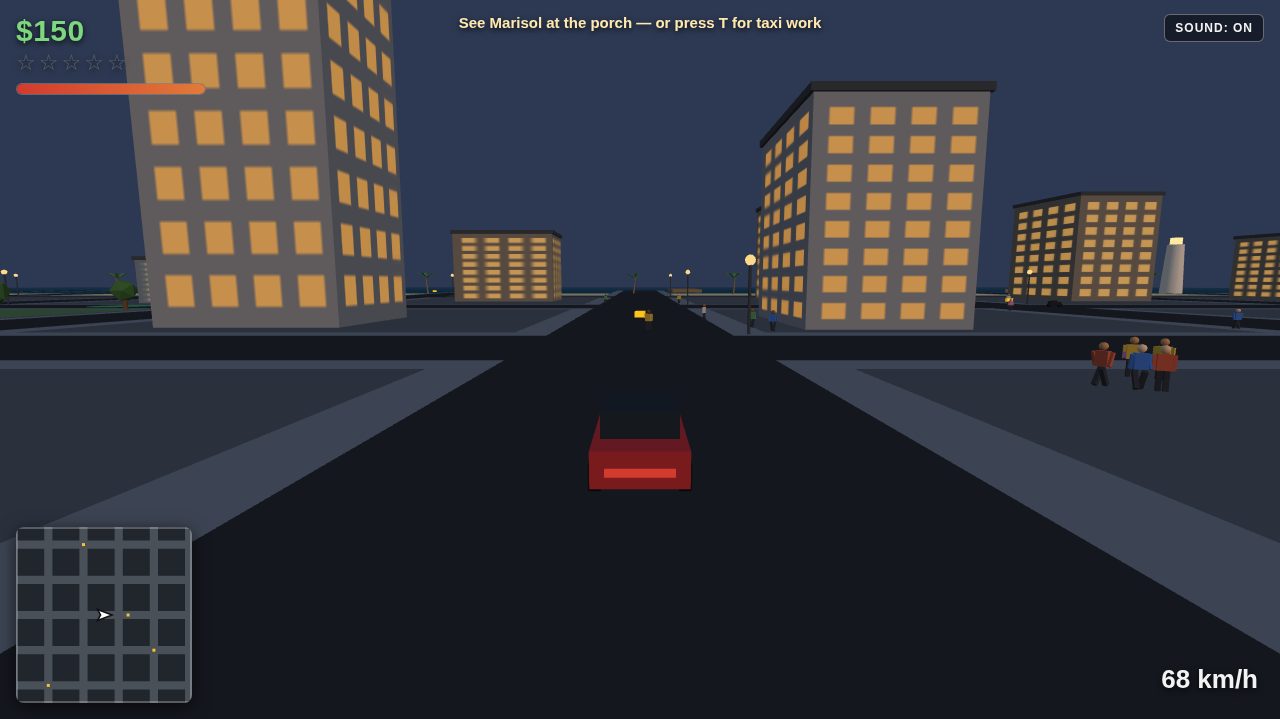 $150
See Marisol at the porch — or press T for taxi work
SOUND: ON
68 km/h